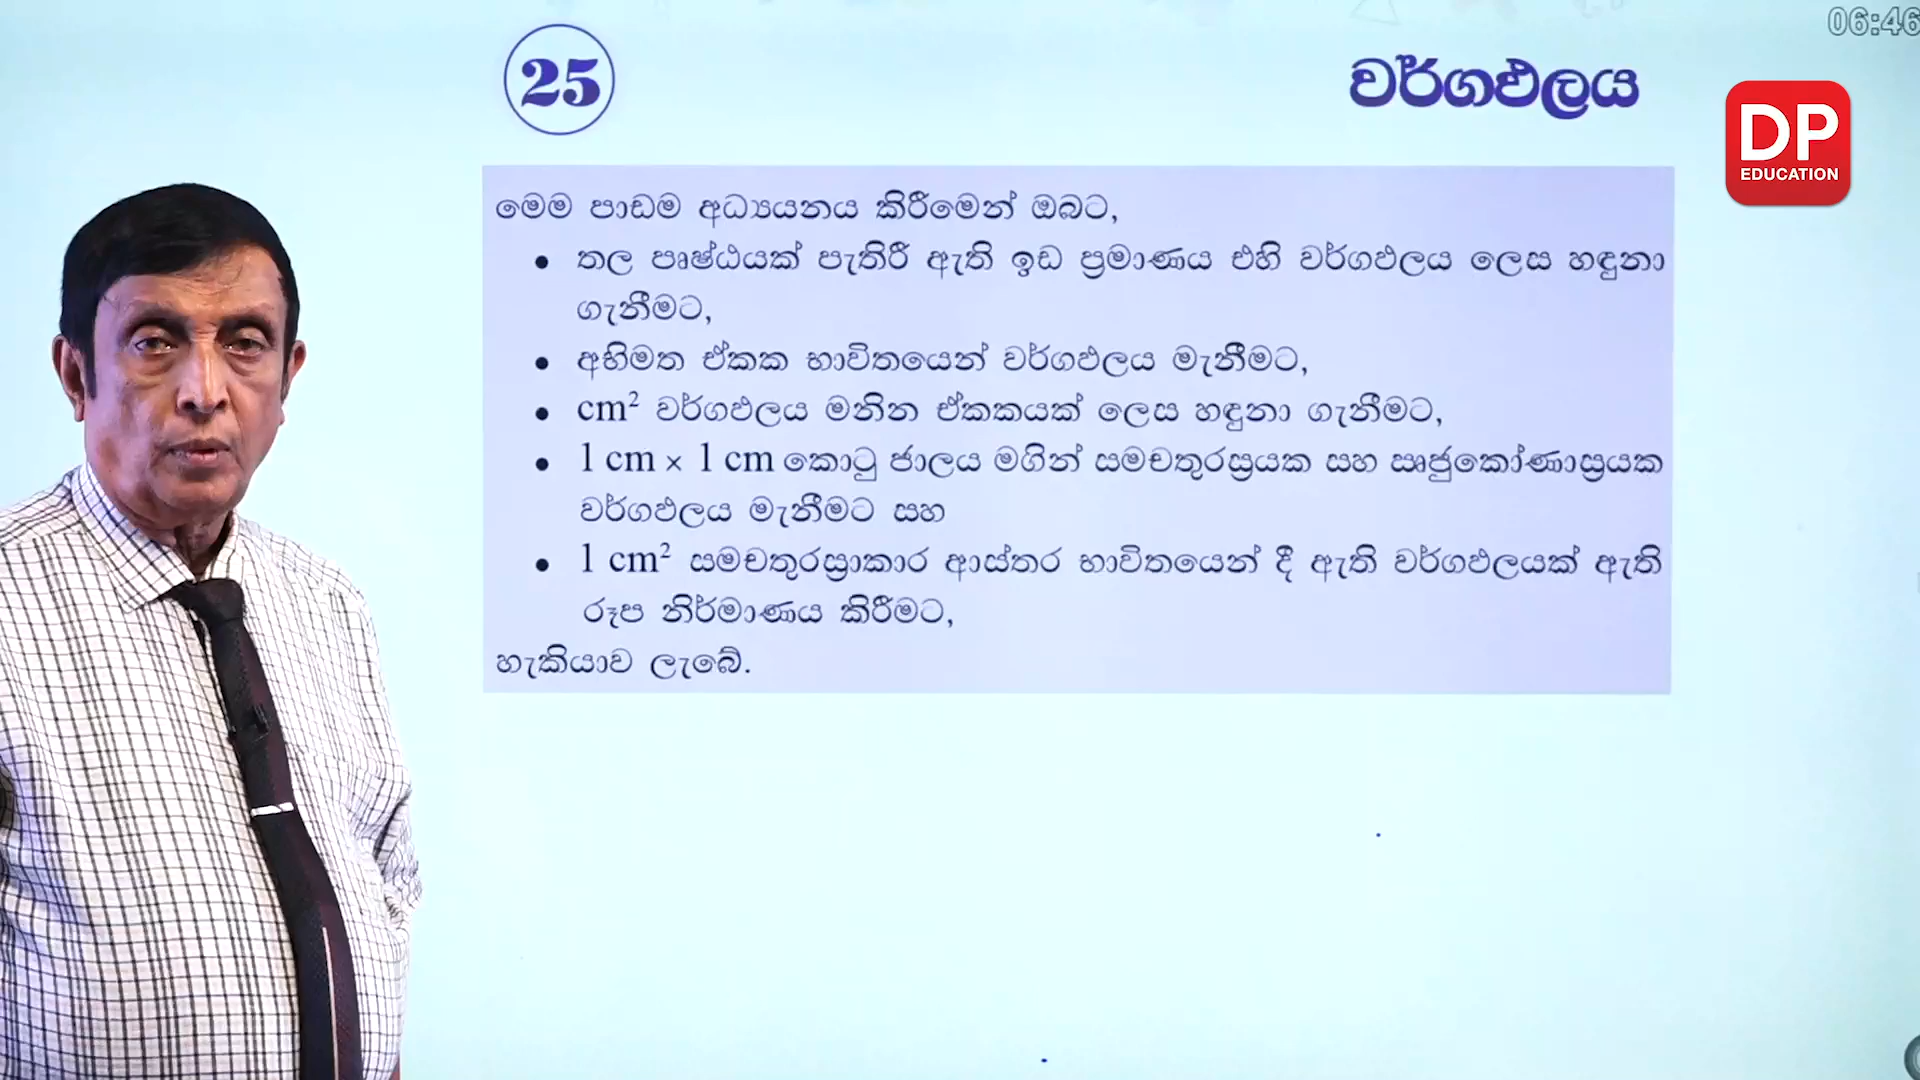 06:46
25
වර්ගඵලය
DP
EDUCATION
මෙම පාඩම අධ්‍යයනය කිරීමෙන් ඔබට,
• තල පෘෂ්ඨයක් පැතිරී ඇති ඉඩ ප්‍රමාණය එහි වර්ගඵලය ලෙස හඳුනා
ගැනීමට,
• අභිමත ඒකක භාවිතයෙන් වර්ගඵලය මැනීමට,
• cm² වර්ගඵලය මනින ඒකකයක් ලෙස හඳුනා ගැනීමට,
• 1 cm × 1 cm කොටු ජාලය මගින් සමචතුරස්‍රයක සහ සෘජුකෝණාස්‍රයක
වර්ගඵලය මැනීමට සහ
• 1 cm² සමචතුරස්‍රාකාර ආස්තර භාවිතයෙන් දී ඇති වර්ගඵලයක් ඇති
රූප නිර්මාණය කිරීමට,
හැකියාව ලැබේ.